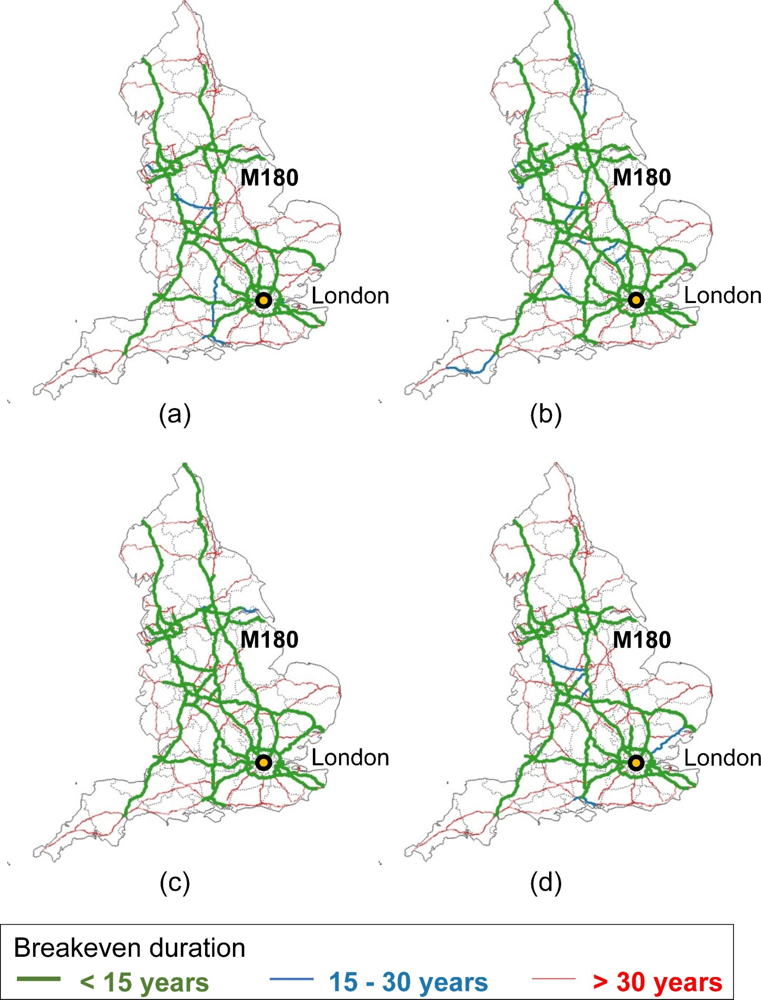 M180
M180
London
London
(a)
(b)
M180
M180
London
London
(c)
(d)
Breakeven duration
< 15 years
15 - 30 years
> 30 years